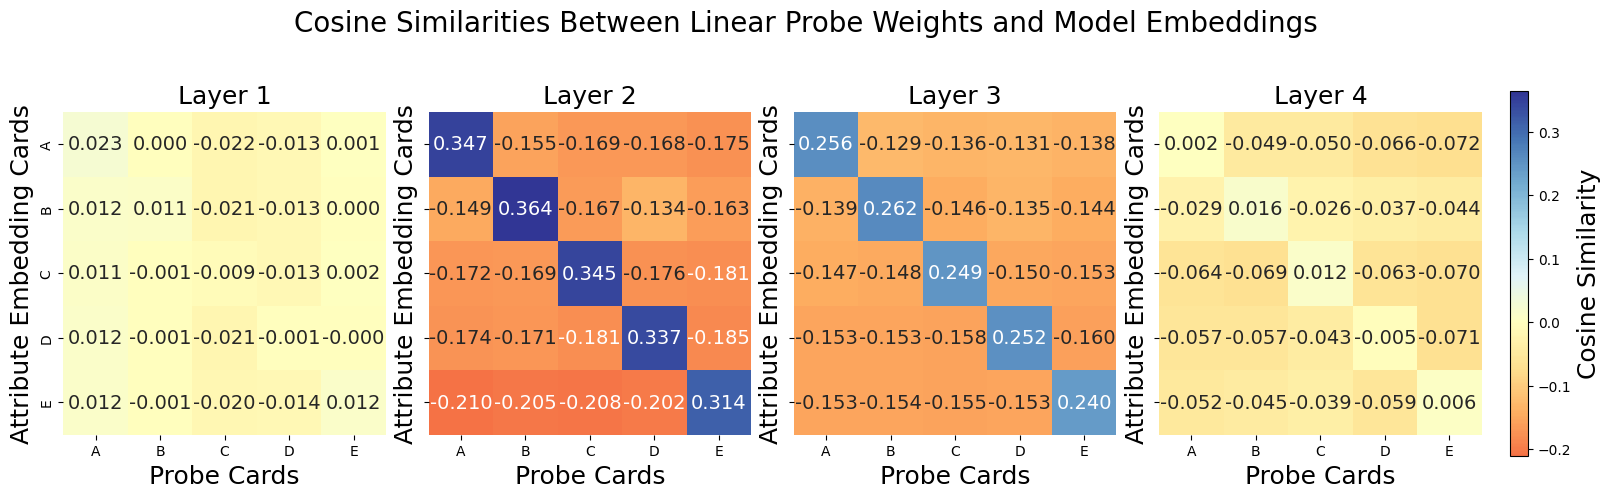 Cosine Similarities Between Linear Probe Weights and Model Embeddings
Layer 1
Attribute Embedding Cards
A
B
C
D
E
0.023 0.000 -0.022 -0.013 0.001
0.012 0.011 -0.021 -0.013 0.000
0.011 -0.001 -0.009 -0.013 0.002
0.012 -0.001 -0.021 -0.001 -0.000
0.012 -0.001 -0.020 -0.014 0.012
A B C D E
Probe Cards
Layer 2
Attribute Embedding Cards
0.347 -0.155 -0.169 -0.168 -0.175
-0.149 0.364 -0.167 -0.134 -0.163
-0.172 -0.169 0.345 -0.176 -0.181
-0.174 -0.171 -0.181 0.337 -0.185
-0.210 -0.205 -0.208 -0.202 0.314
A B C D E
Probe Cards
Layer 3
Attribute Embedding Cards
0.256 -0.129 -0.136 -0.131 -0.138
-0.139 0.262 -0.146 -0.135 -0.144
-0.147 -0.148 0.249 -0.150 -0.153
-0.153 -0.153 -0.158 0.252 -0.160
-0.153 -0.154 -0.155 -0.153 0.240
A B C D E
Probe Cards
Layer 4
Attribute Embedding Cards
0.002 -0.049 -0.050 -0.066 -0.072
-0.029 0.016 -0.026 -0.037 -0.044
-0.064 -0.069 0.012 -0.063 -0.070
-0.057 -0.057 -0.043 -0.005 -0.071
-0.052 -0.045 -0.039 -0.059 0.006
A B C D E
Probe Cards
0.3
0.2
0.1
0.0
−0.1
−0.2
Cosine Similarity